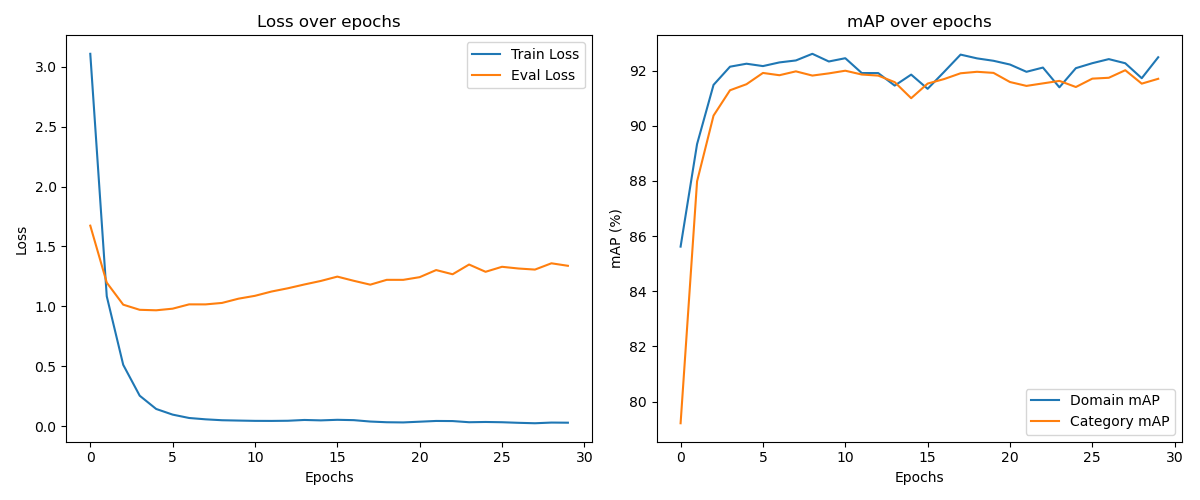 Loss over epochs
Train Loss
Eval Loss
3.0
2.5
2.0
1.5
1.0
0.5
0.0
Loss
0 5 10 15 20 25 30
Epochs
mAP over epochs
92
90
88
86
84
82
80
mAP (%)
Domain mAP
Category mAP
0 5 10 15 20 25 30
Epochs